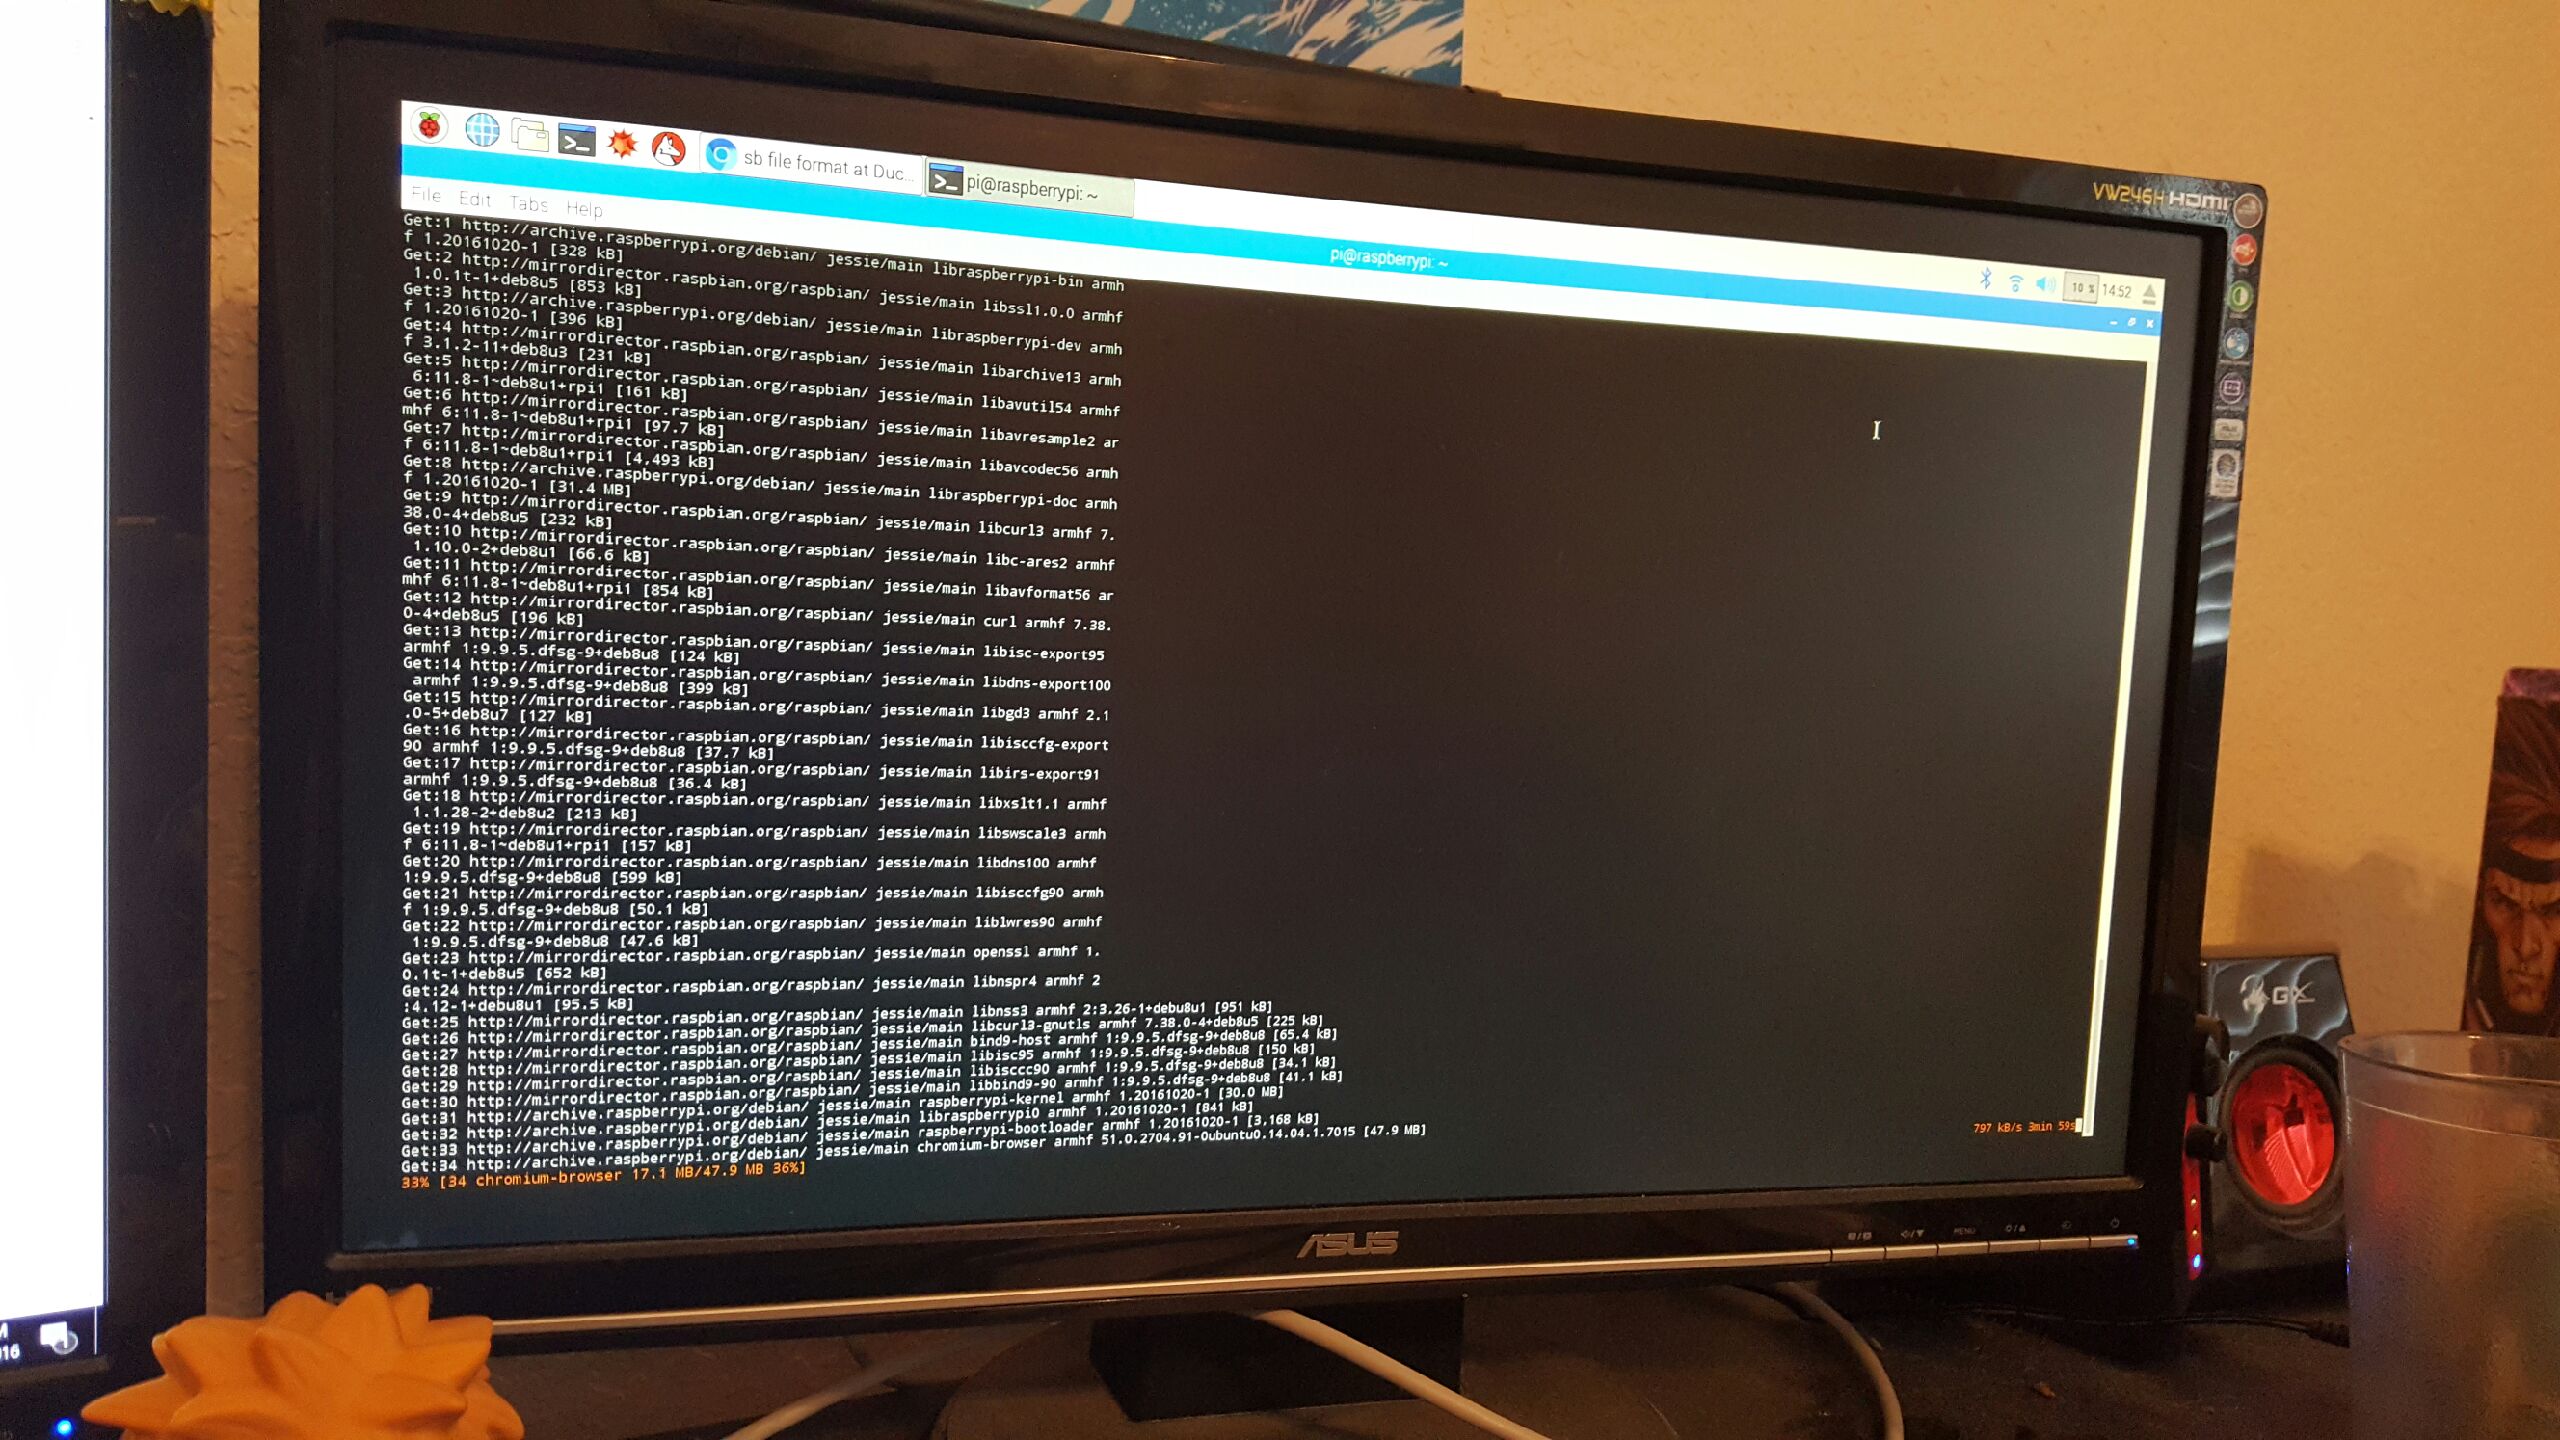 sb file format at Duc...
pi@raspberrypi: ~
File Edit Tabs Help
pi@raspberrypi: ~
10 %
14:52
VW246H HDMI
Get:1 http://archive.raspberrypi.org/debian/ jessie/main libraspberrypi-bin armh
f 1.20161020-1 [328 kB]
Get:2 http://mirrordirector.raspbian.org/raspbian/ jessie/main libssl1.0.0 armhf
1.0.1t-1+deb8u5 [853 kB]
Get:3 http://archive.raspberrypi.org/debian/ jessie/main libraspberrypi-dev armh
f 1.20161020-1 [396 kB]
Get:4 http://mirrordirector.raspbian.org/raspbian/ jessie/main libarchive13 armh
f 3.1.2-11+deb8u3 [231 kB]
Get:5 http://mirrordirector.raspbian.org/raspbian/ jessie/main libavutil54 armhf
6:11.8-1~deb8u1+rpi1 [161 kB]
Get:6 http://mirrordirector.raspbian.org/raspbian/ jessie/main libavresample2 ar
mhf 6:11.8-1~deb8u1+rpi1 [97.7 kB]
Get:7 http://mirrordirector.raspbian.org/raspbian/ jessie/main libavcodec56 armh
f 6:11.8-1~deb8u1+rpi1 [4,493 kB]
Get:8 http://archive.raspberrypi.org/debian/ jessie/main libraspberrypi-doc armh
f 1.20161020-1 [31.4 MB]
Get:9 http://mirrordirector.raspbian.org/raspbian/ jessie/main libcurl3 armhf 7.
38.0-4+deb8u5 [232 kB]
Get:10 http://mirrordirector.raspbian.org/raspbian/ jessie/main libc-ares2 armhf
1.10.0-2+deb8u1 [66.6 kB]
Get:11 http://mirrordirector.raspbian.org/raspbian/ jessie/main libavformat56 ar
mhf 6:11.8-1~deb8u1+rpi1 [854 kB]
Get:12 http://mirrordirector.raspbian.org/raspbian/ jessie/main curl armhf 7.38.
0-4+deb8u5 [196 kB]
Get:13 http://mirrordirector.raspbian.org/raspbian/ jessie/main libisc-export95
armhf 1:9.9.5.dfsg-9+deb8u8 [124 kB]
Get:14 http://mirrordirector.raspbian.org/raspbian/ jessie/main libdns-export100
armhf 1:9.9.5.dfsg-9+deb8u8 [399 kB]
Get:15 http://mirrordirector.raspbian.org/raspbian/ jessie/main libgd3 armhf 2.1
.0-5+deb8u7 [127 kB]
Get:16 http://mirrordirector.raspbian.org/raspbian/ jessie/main libisccfg-export
90 armhf 1:9.9.5.dfsg-9+deb8u8 [37.7 kB]
Get:17 http://mirrordirector.raspbian.org/raspbian/ jessie/main libirs-export91
armhf 1:9.9.5.dfsg-9+deb8u8 [36.4 kB]
Get:18 http://mirrordirector.raspbian.org/raspbian/ jessie/main libxslt1.1 armhf
1.1.28-2+deb8u2 [213 kB]
Get:19 http://mirrordirector.raspbian.org/raspbian/ jessie/main libswscale3 armh
f 6:11.8-1~deb8u1+rpi1 [157 kB]
Get:20 http://mirrordirector.raspbian.org/raspbian/ jessie/main libdns100 armhf
1:9.9.5.dfsg-9+deb8u8 [599 kB]
Get:21 http://mirrordirector.raspbian.org/raspbian/ jessie/main libisccfg90 armh
f 1:9.9.5.dfsg-9+deb8u8 [50.1 kB]
Get:22 http://mirrordirector.raspbian.org/raspbian/ jessie/main liblwres90 armhf
1:9.9.5.dfsg-9+deb8u8 [47.6 kB]
Get:23 http://mirrordirector.raspbian.org/raspbian/ jessie/main openssl armhf 1.
0.1t-1+deb8u5 [652 kB]
Get:24 http://mirrordirector.raspbian.org/raspbian/ jessie/main libnspr4 armhf 2
:4.12-1+debu8u1 [95.5 kB]
Get:25 http://mirrordirector.raspbian.org/raspbian/ jessie/main libnss3 armhf 2:3.26-1+debu8u1 [951 kB]
Get:26 http://mirrordirector.raspbian.org/raspbian/ jessie/main libcurl3-gnutls armhf 7.38.0-4+deb8u5 [225 kB]
Get:27 http://mirrordirector.raspbian.org/raspbian/ jessie/main bind9-host armhf 1:9.9.5.dfsg-9+deb8u8 [65.4 kB]
Get:28 http://mirrordirector.raspbian.org/raspbian/ jessie/main libisc95 armhf 1:9.9.5.dfsg-9+deb8u8 [150 kB]
Get:29 http://mirrordirector.raspbian.org/raspbian/ jessie/main libisccc90 armhf 1:9.9.5.dfsg-9+deb8u8 [34.1 kB]
Get:30 http://mirrordirector.raspbian.org/raspbian/ jessie/main libbind9-90 armhf 1:9.9.5.dfsg-9+deb8u8 [41.1 kB]
Get:31 http://archive.raspberrypi.org/debian/ jessie/main raspberrypi-kernel armhf 1.20161020-1 [30.0 MB]
Get:32 http://archive.raspberrypi.org/debian/ jessie/main libraspberrypi0 armhf 1.20161020-1 [841 kB]
Get:33 http://archive.raspberrypi.org/debian/ jessie/main raspberrypi-bootloader armhf 1.20161020-1 [3,168 kB]
Get:34 http://archive.raspberrypi.org/debian/ jessie/main chromium-browser armhf 51.0.2704.91-0ubuntu0.14.04.1.7015 [47.9 MB]
33% [34 chromium-browser 17.1 MB/47.9 MB 36%]
797 kB/s 3min 59s
ASUS
MENU
GX
M
016